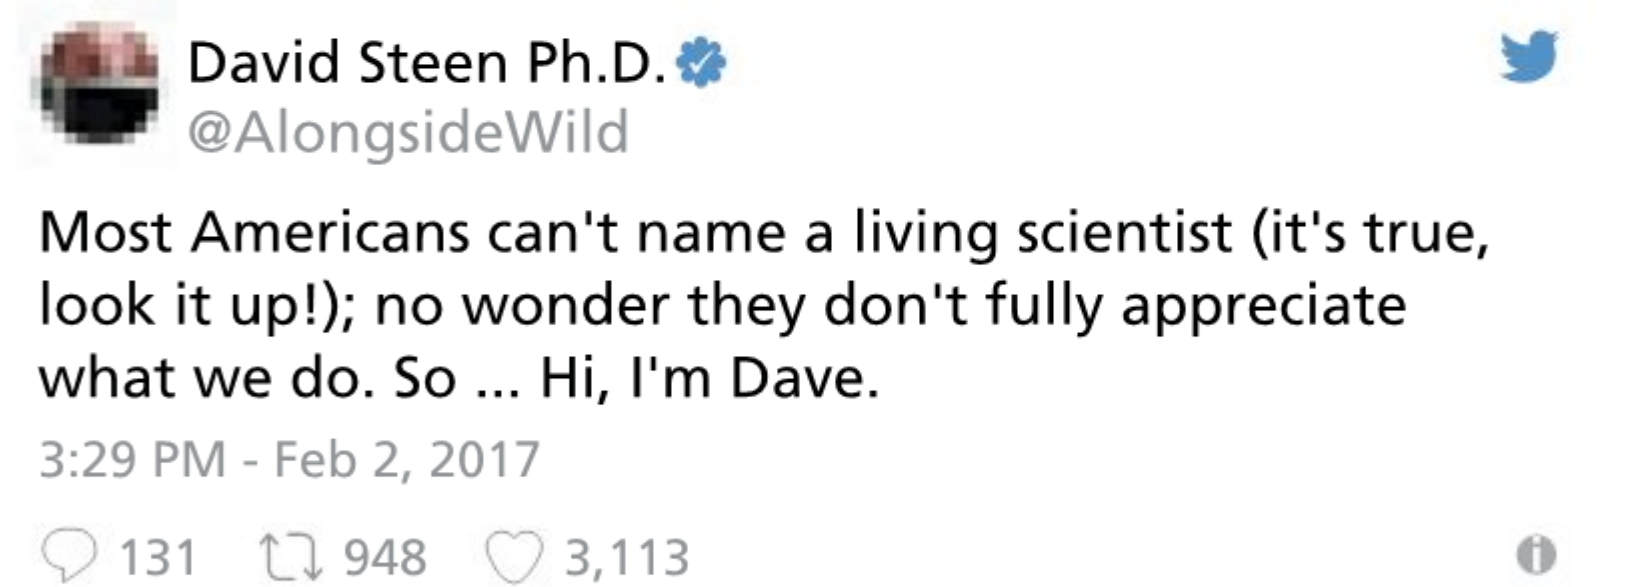 David Steen Ph.D.
@AlongsideWild
Most Americans can't name a living scientist (it's true,
look it up!); no wonder they don't fully appreciate
what we do. So ... Hi, I'm Dave.
3:29 PM - Feb 2, 2017
131 948 3,113